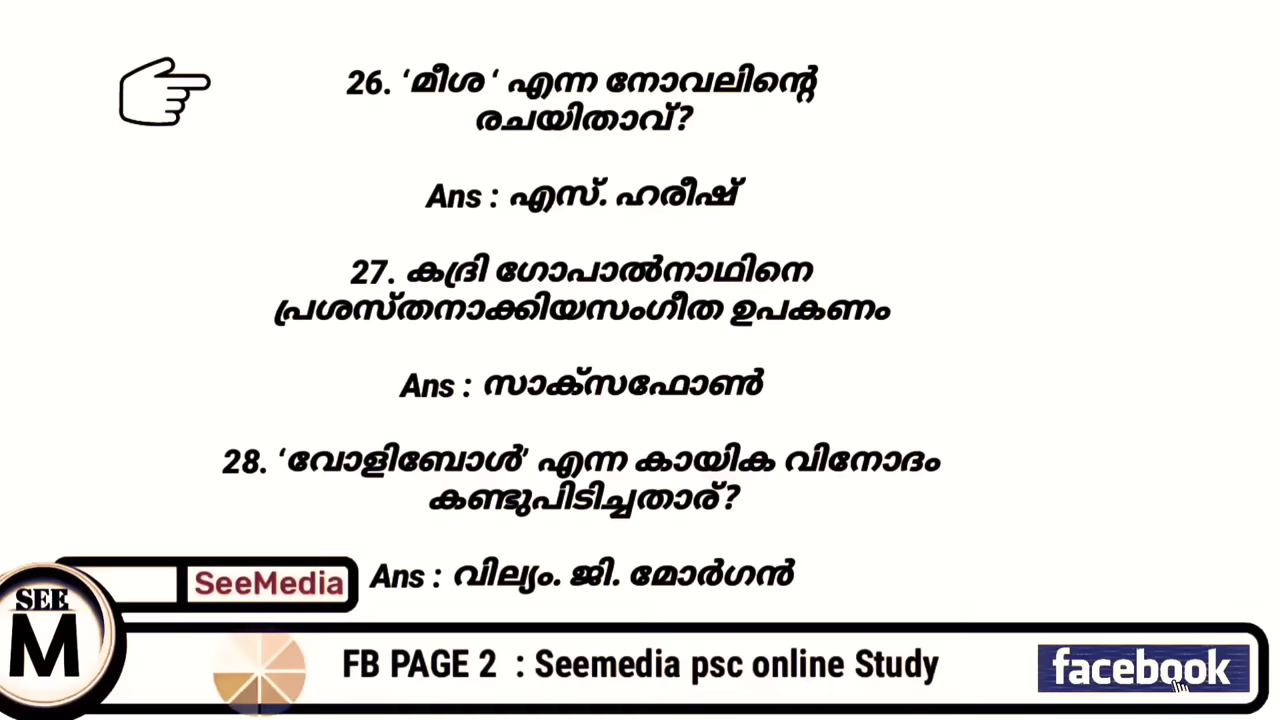 26. ‘മീശ ‘ എന്ന നോവലിന്റെ
രചയിതാവ്?
Ans : എസ്. ഹരീഷ്
27. കദ്രി ഗോപാൽനാഥിനെ
പ്രശസ്തനാക്കിയസംഗീത ഉപകണം
Ans : സാക്സഫോൺ
28. ‘വോളിബോൾ’ എന്ന കായിക വിനോദം
കണ്ടുപിടിച്ചതാര്?
Ans : വില്യം. ജി. മോർഗൻ
SeeMedia
SEE
M
FB PAGE 2 : Seemedia psc online Study
facebook